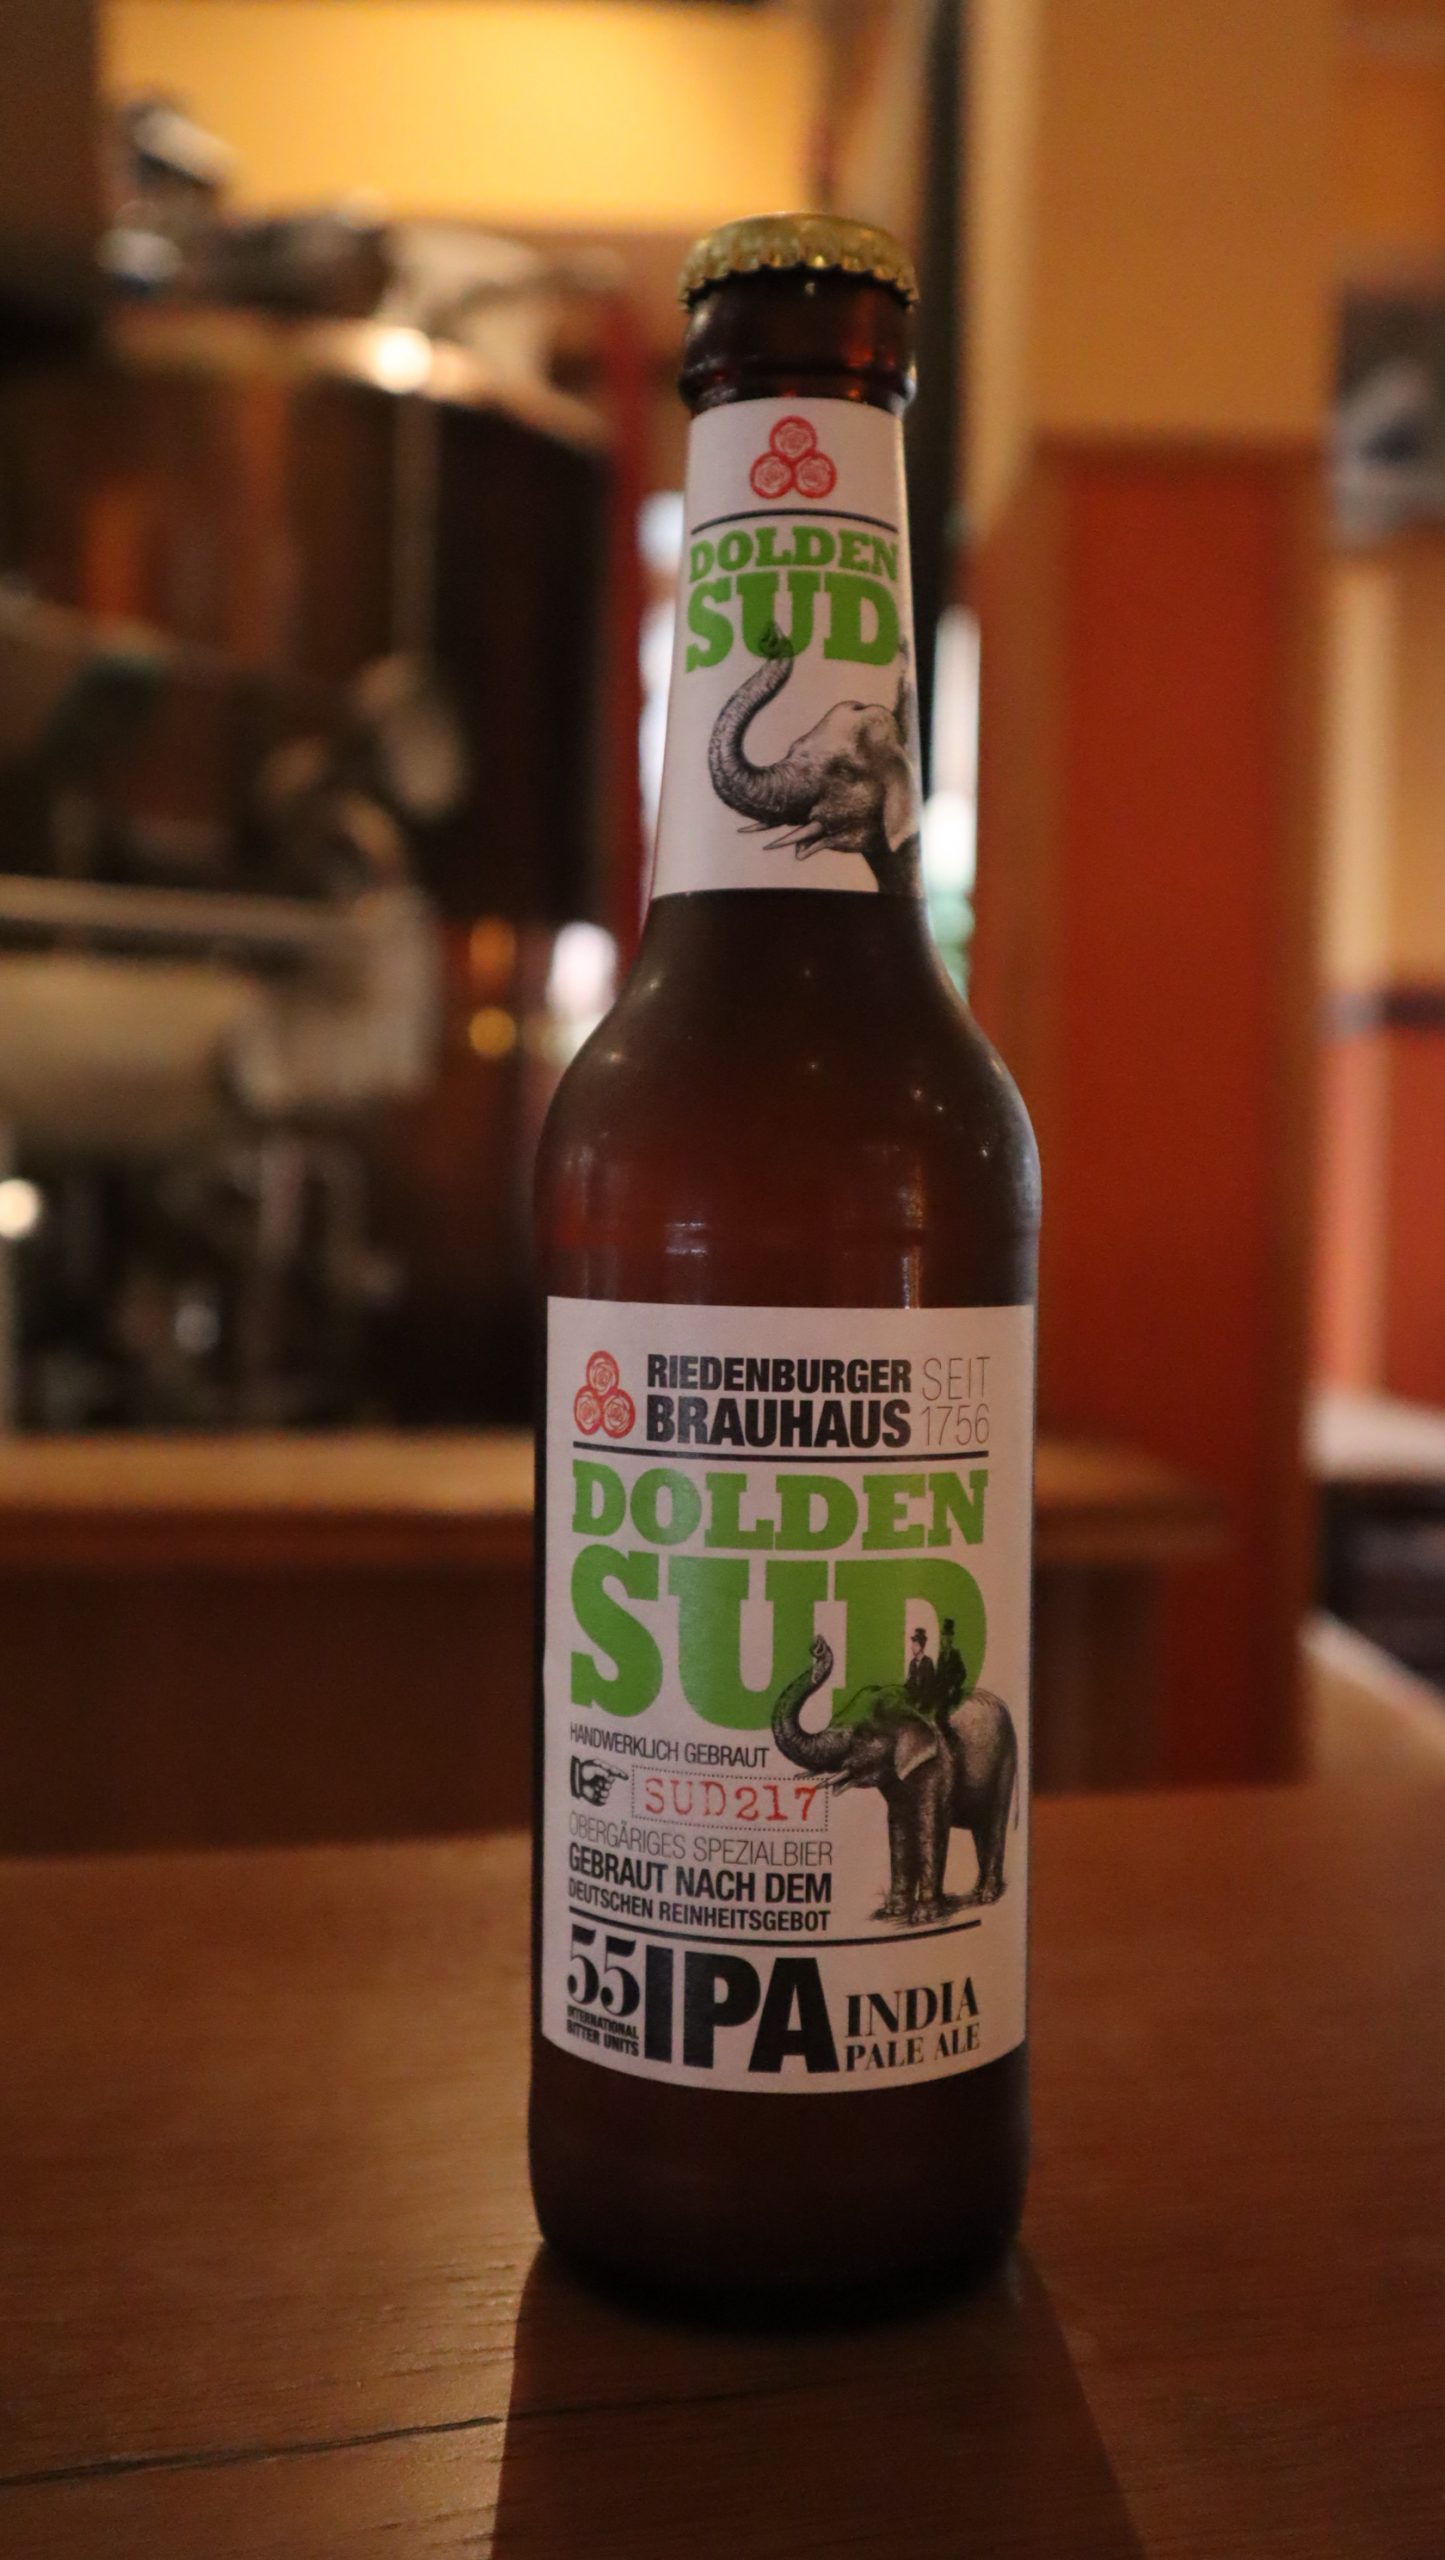 DOLDEN
SUD
RIEDENBURGER
BRAUHAUS
SEIT
1756
DOLDEN
SUD
HANDWERKLICH GEBRAUT
SUD217
OBERGÄRIGES SPEZIALBIER
GEBRAUT NACH DEM
DEUTSCHEN REINHEITSGEBOT
55
INTERNATIONAL
BITTER UNITS
IPA
INDIA
PALE ALE